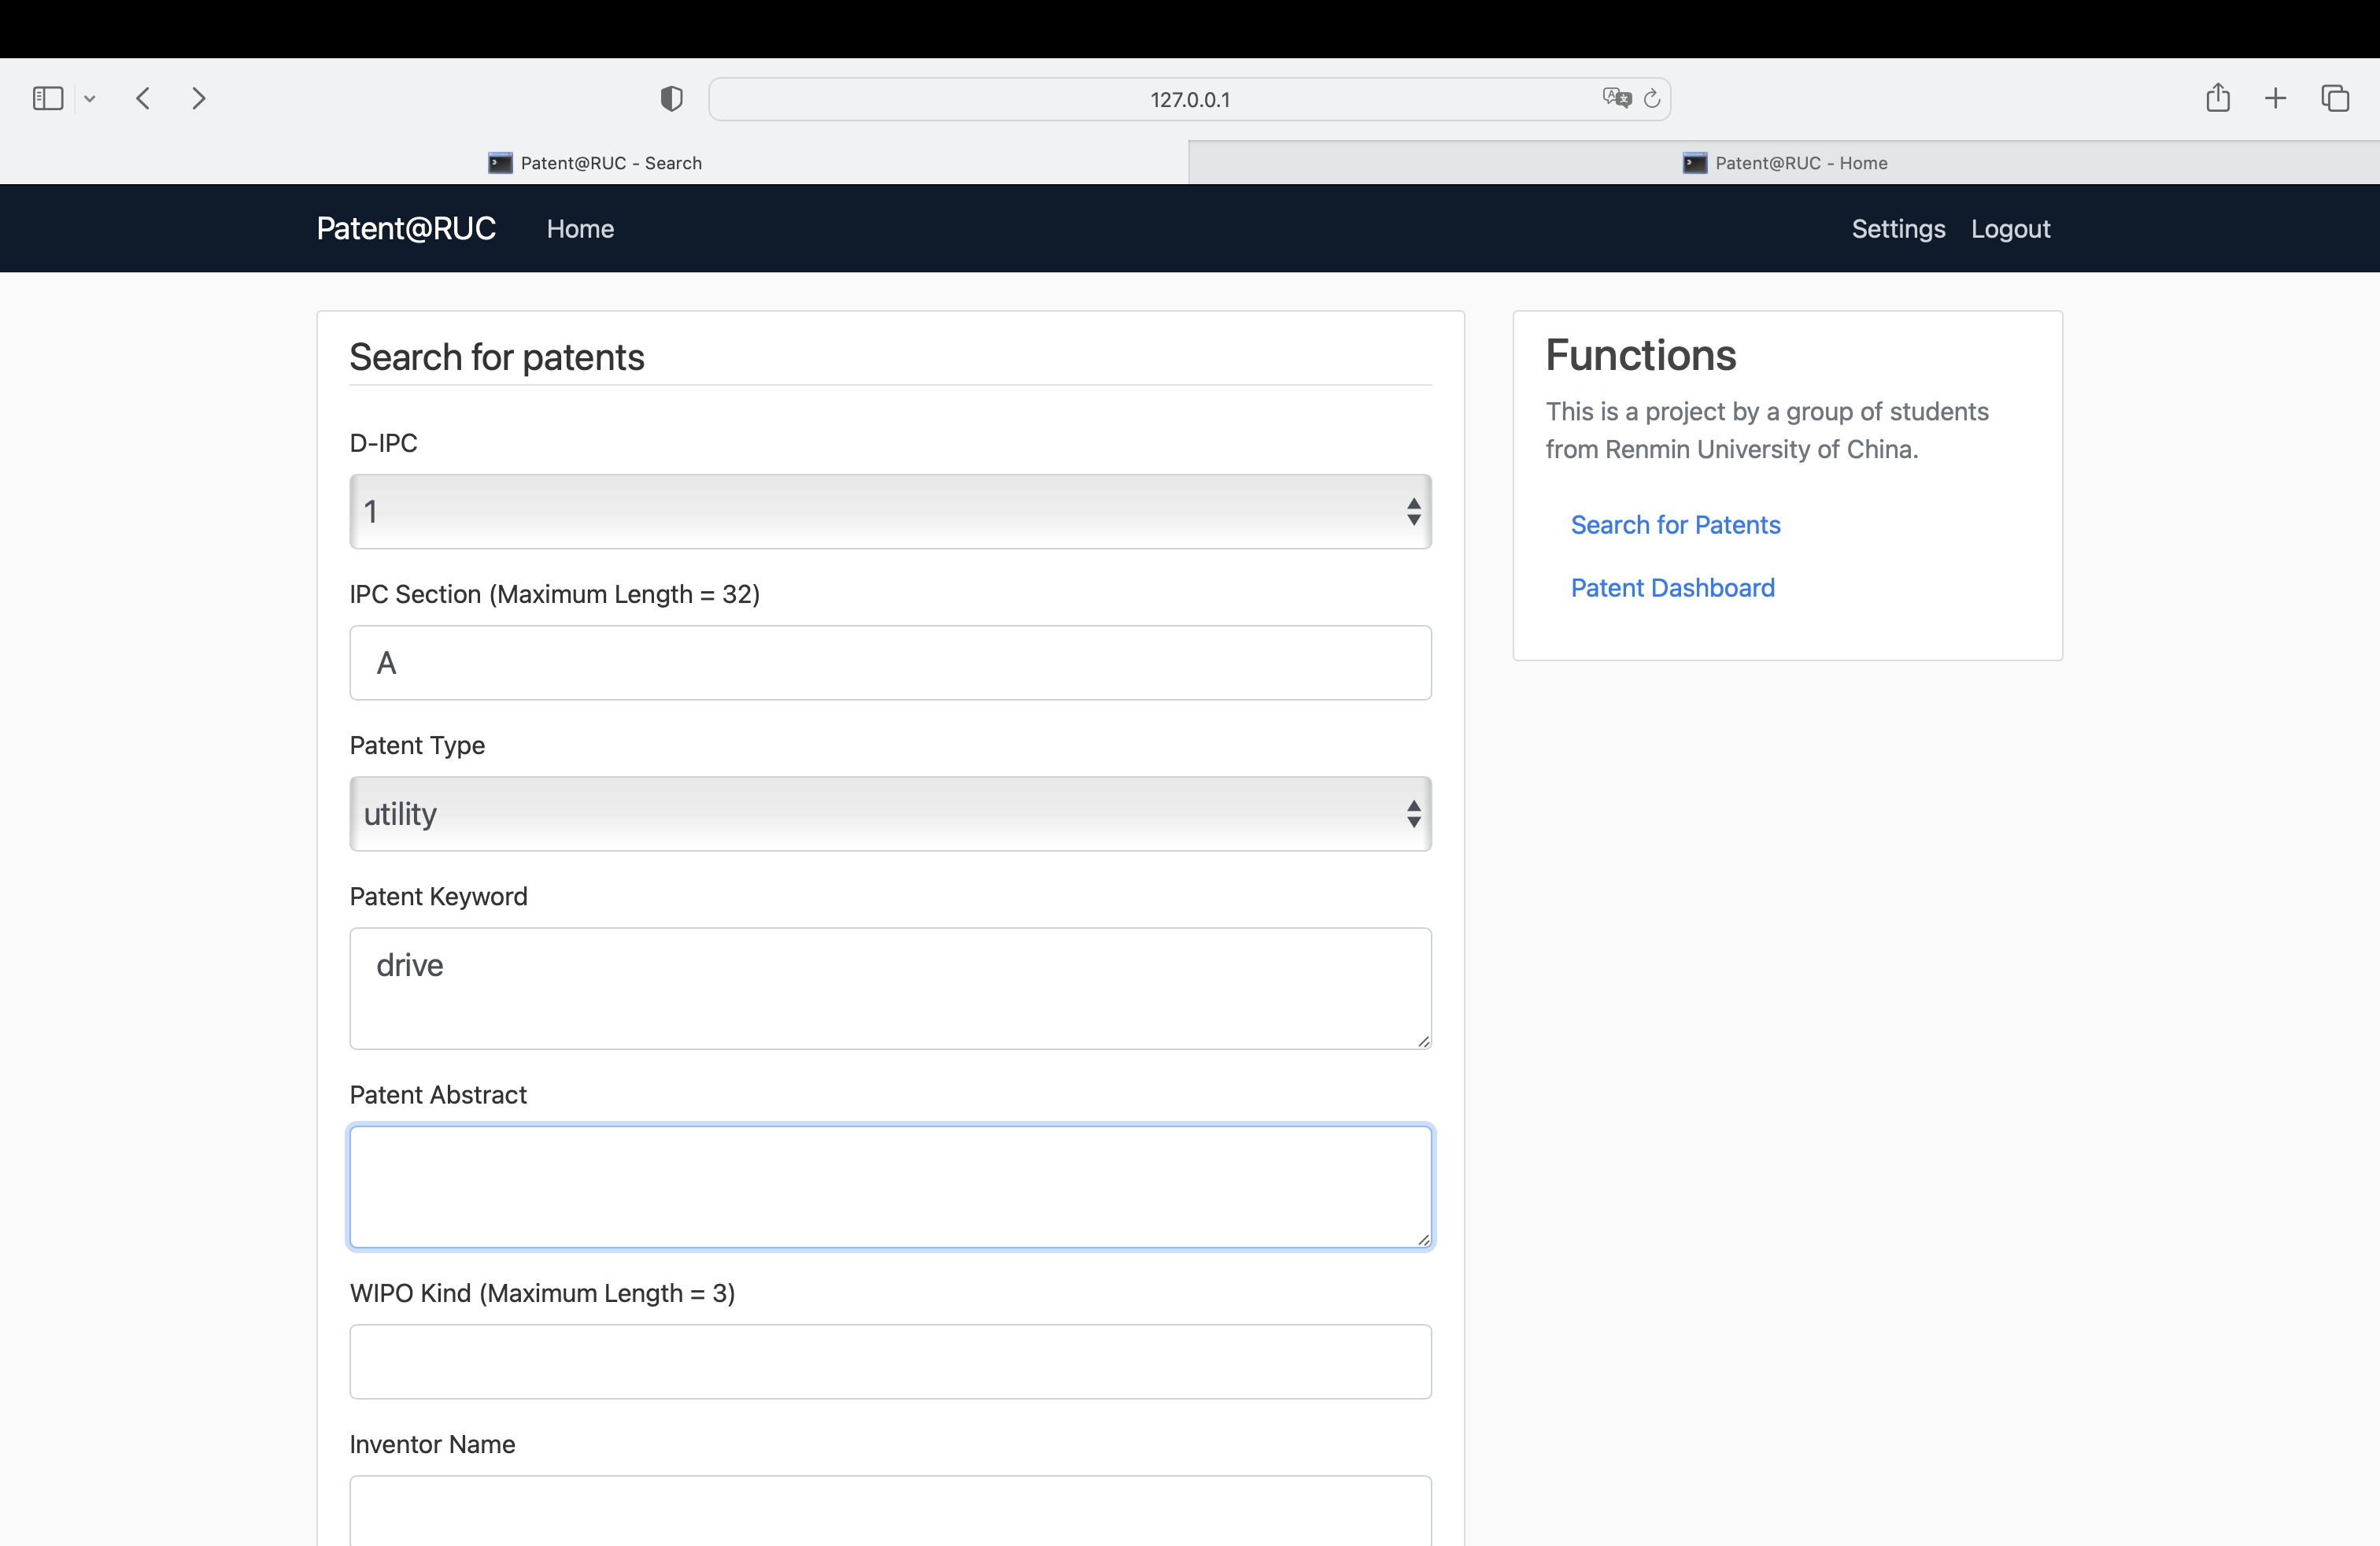 127.0.0.1
Patent@RUC - Search
Patent@RUC - Home
Patent@RUC Home Settings Logout
Search for patents
D-IPC
1
IPC Section (Maximum Length = 32)
A
Patent Type
utility
Patent Keyword
drive
Patent Abstract
WIPO Kind (Maximum Length = 3)
Inventor Name
Functions
This is a project by a group of students
from Renmin University of China.
Search for Patents
Patent Dashboard